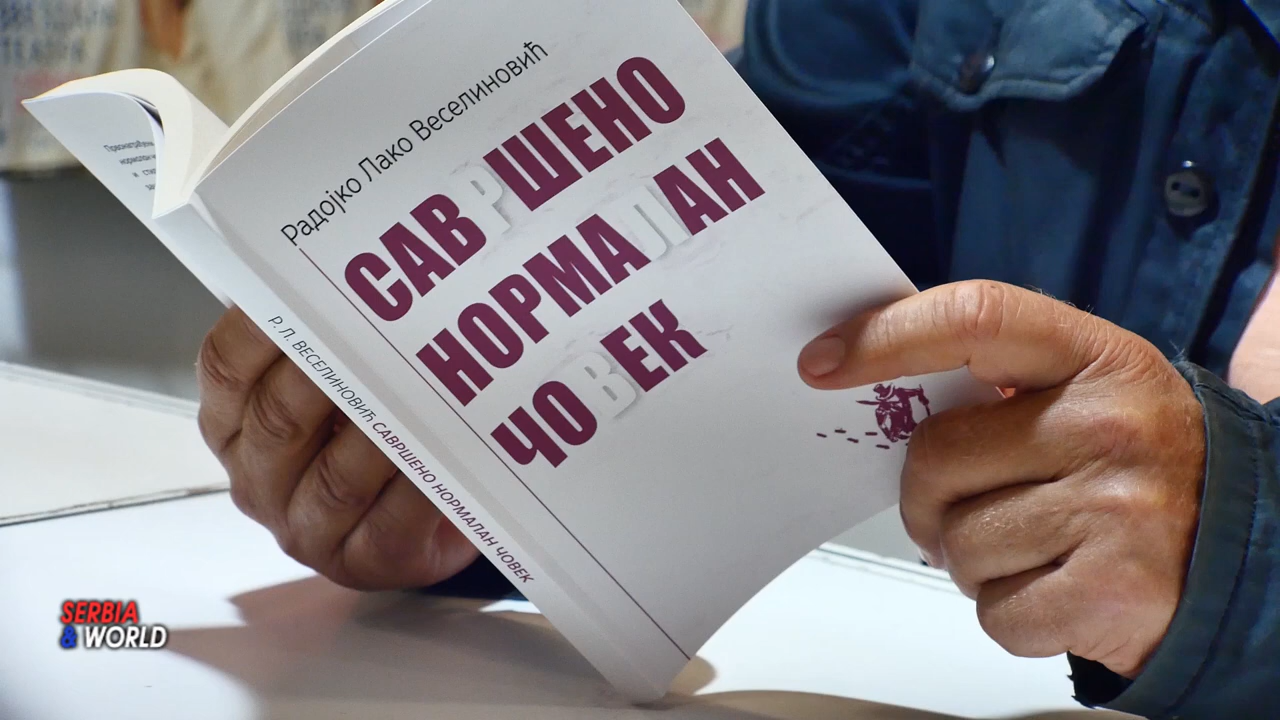 Радојко Лако Веселиновић
САВРШЕНО
НОРМАЛАН
ЧОВЕК
Р. Л. ВЕСЕЛИНОВИЋ САВРШЕНО НОРМАЛАН ЧОВЕК
SERBIA
& WORLD